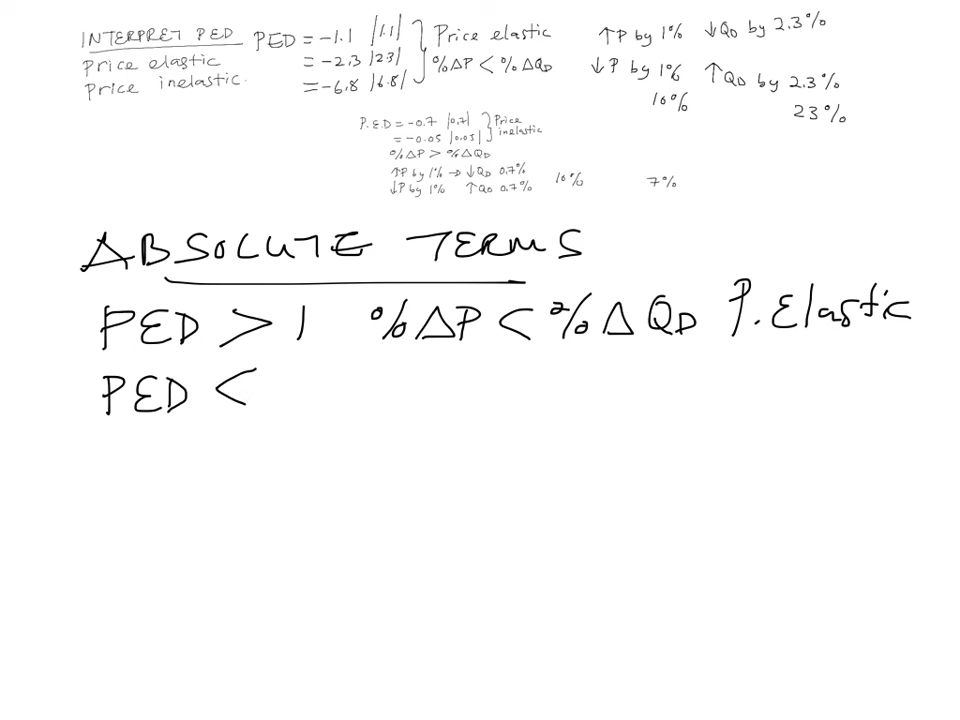 INTERPRET PED PED = -1.1 |1.1| Price elastic ↑P by 1% ↓QD by 2.3%
Price elastic = -2.3 |2.3| %ΔP < %ΔQD ↓P by 1% ↑QD by 2.3%
Price inelastic. = -6.8 |6.8| 10% 23%
P.E.D = -0.7 |0.7| Price
= -0.05 |0.05| inelastic
%ΔP > %ΔQD
↑P by 1% → ↓QD 0.7%
↓P by 1% ↑QD 0.7% 10% 7%
ABSOLUTE TERMS
PED > 1 %ΔP < %ΔQD P. Elastic
PED <